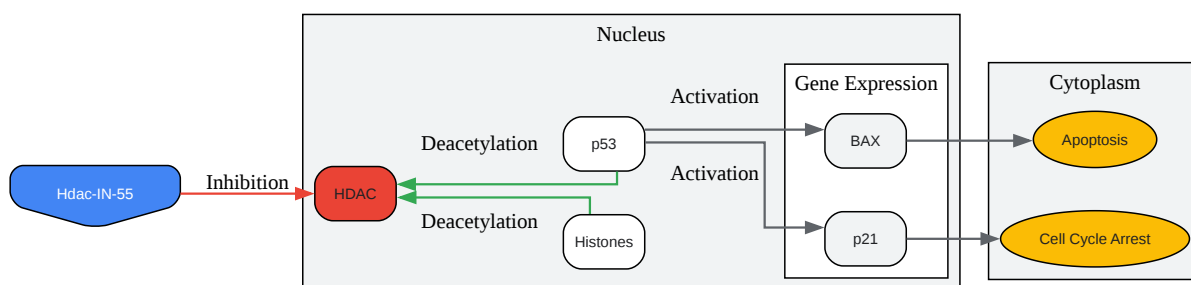 Nucleus
Gene Expression
Cytoplasm
Activation
Deacetylation
p53
BAX
Apoptosis
Activation
Hdac-IN-55
Inhibition
HDAC
Deacetylation
Histones
p21
Cell Cycle Arrest